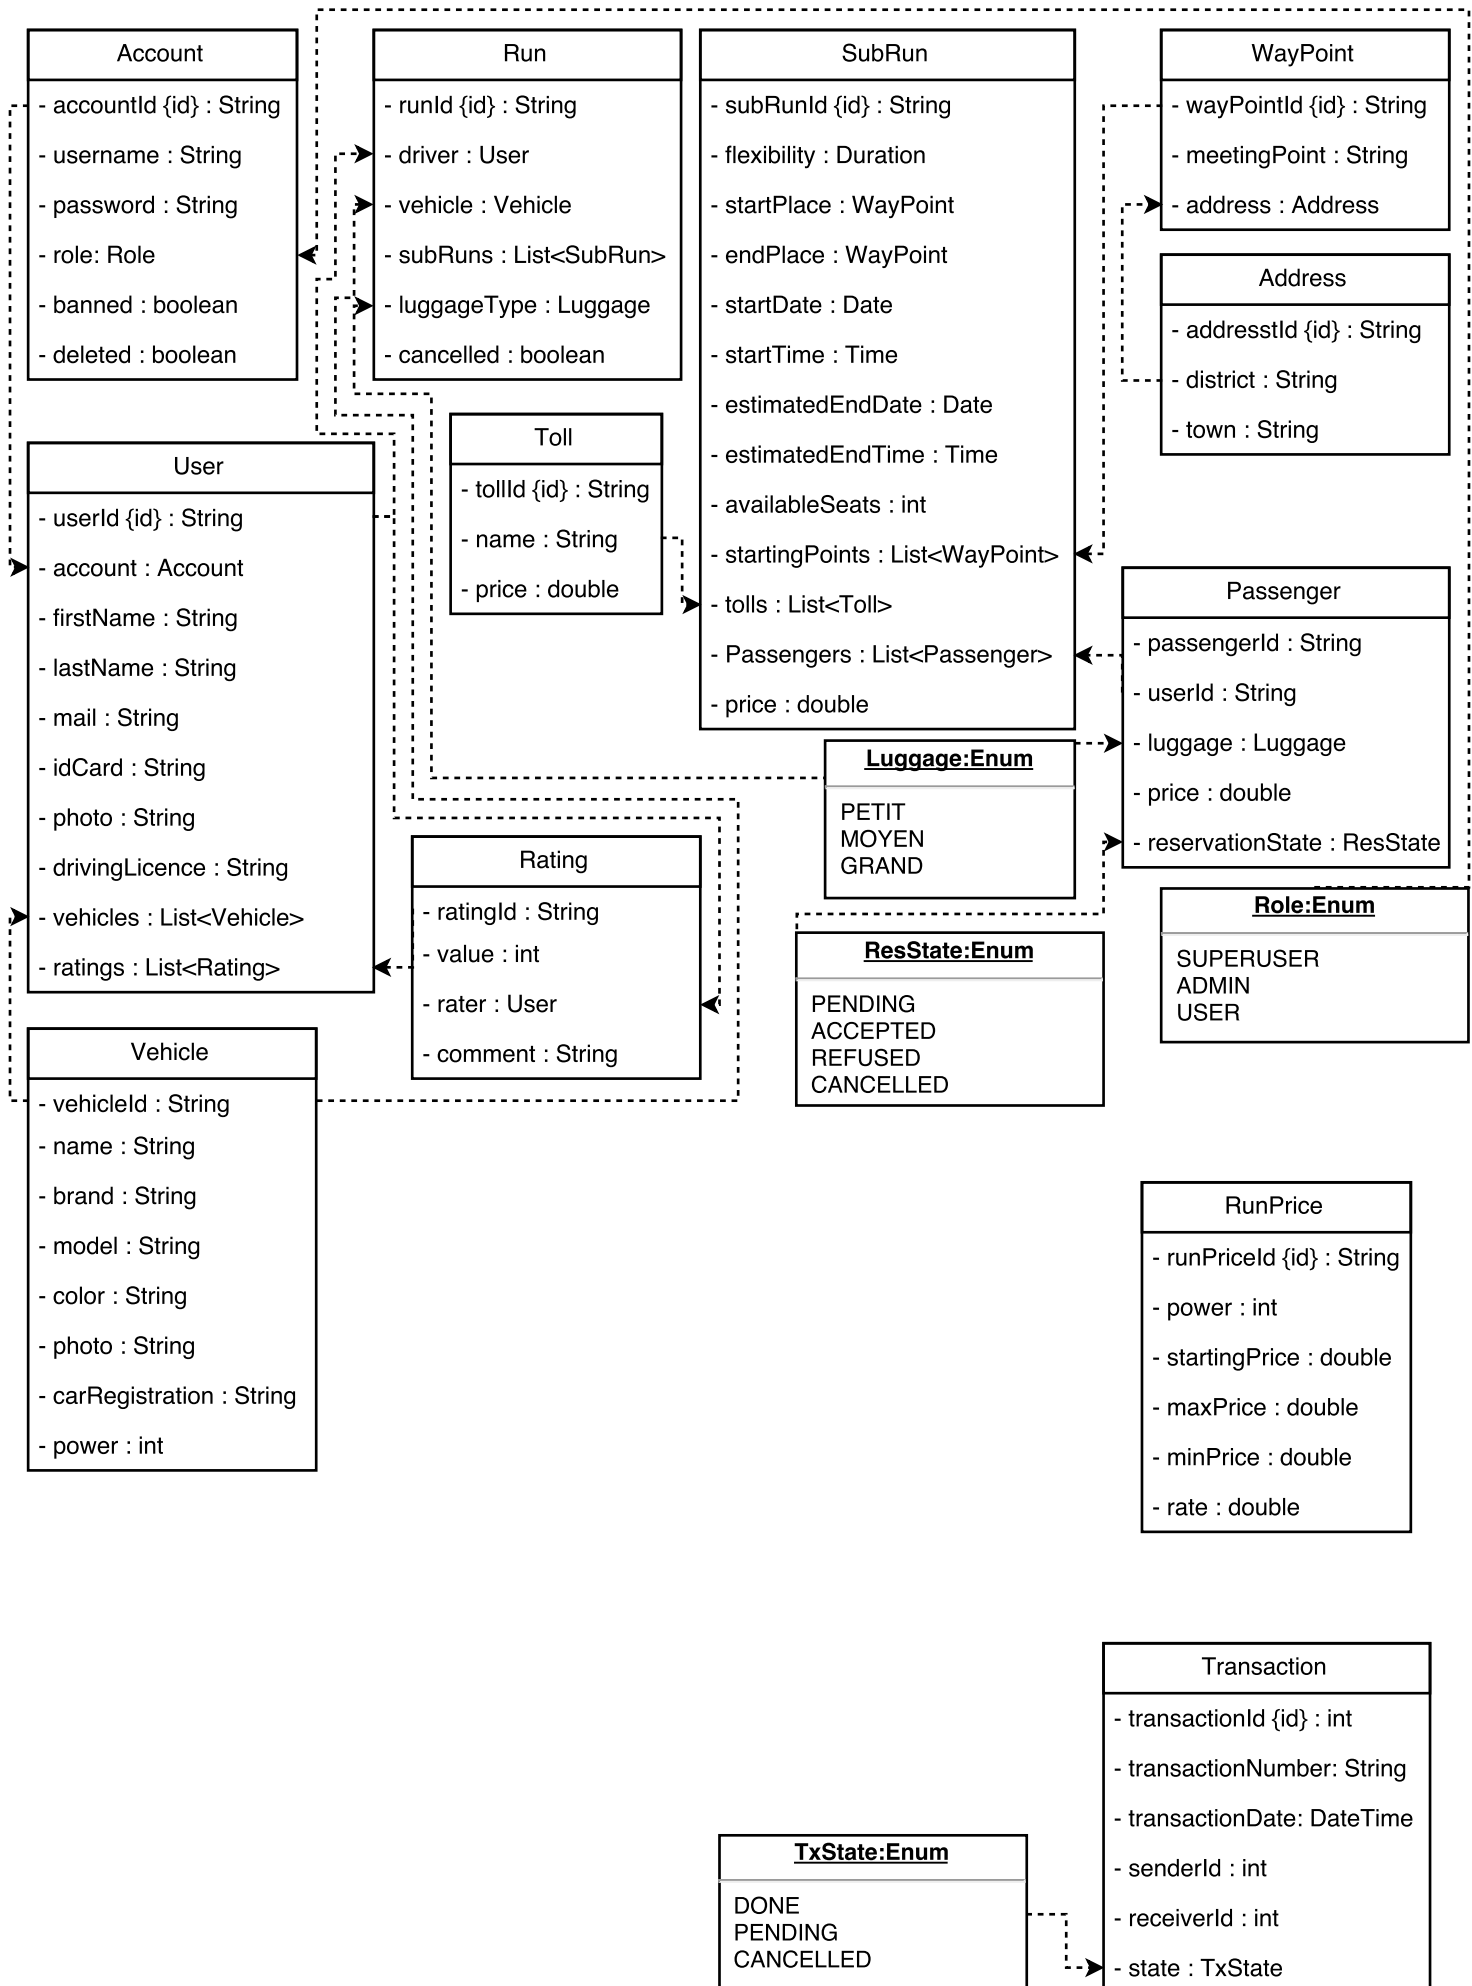 Account
- accountId {id} : String
- username : String
- password : String
- role: Role
- banned : boolean
- deleted : boolean
Run
- runId {id} : String
- driver : User
- vehicle : Vehicle
- subRuns : List<SubRun>
- luggageType : Luggage
- cancelled : boolean
SubRun
- subRunId {id} : String
- flexibility : Duration
- startPlace : WayPoint
- endPlace : WayPoint
- startDate : Date
- startTime : Time
- estimatedEndDate : Date
- estimatedEndTime : Time
- availableSeats : int
- startingPoints : List<WayPoint>
- tolls : List<Toll>
- Passengers : List<Passenger>
- price : double
WayPoint
- wayPointId {id} : String
- meetingPoint : String
- address : Address
Address
- addresstId {id} : String
- district : String
- town : String
Toll
- tollId {id} : String
- name : String
- price : double
User
- userId {id} : String
- account : Account
- firstName : String
- lastName : String
- mail : String
- idCard : String
- photo : String
- drivingLicence : String
- vehicles : List<Vehicle>
- ratings : List<Rating>
Passenger
- passengerId : String
- userId : String
- luggage : Luggage
- price : double
- reservationState : ResState
Luggage:Enum
PETIT
MOYEN
GRAND
Rating
- ratingId : String
- value : int
- rater : User
- comment : String
ResState:Enum
PENDING
ACCEPTED
REFUSED
CANCELLED
Role:Enum
SUPERUSER
ADMIN
USER
Vehicle
- vehicleId : String
- name : String
- brand : String
- model : String
- color : String
- photo : String
- carRegistration : String
- power : int
RunPrice
- runPriceId {id} : String
- power : int
- startingPrice : double
- maxPrice : double
- minPrice : double
- rate : double
Transaction
- transactionId {id} : int
- transactionNumber: String
- transactionDate: DateTime
- senderId : int
- receiverId : int
- state : TxState
TxState:Enum
DONE
PENDING
CANCELLED